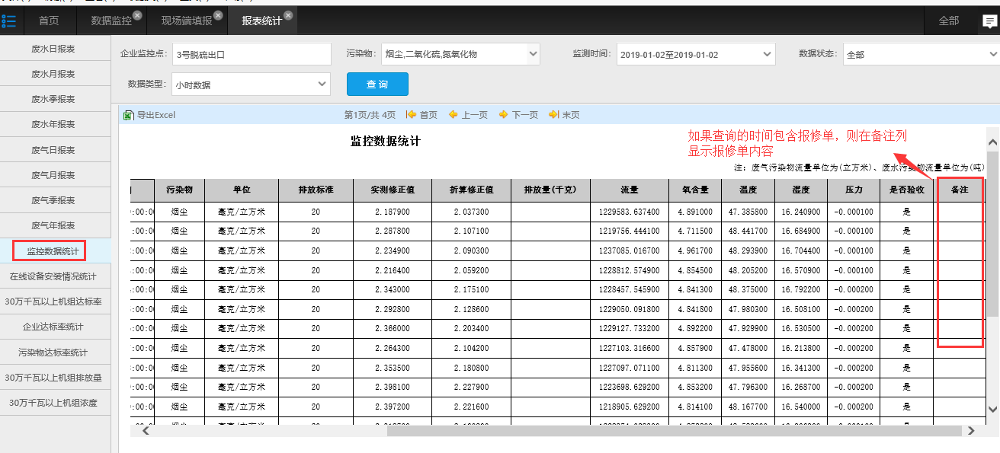 首页 数据监控 现场端填报 报表统计 全部
废水日报表
废水月报表
废水季报表
废水年报表
废气日报表
废气月报表
废气季报表
废气年报表
监控数据统计
在线设备安装情况统计
30万千瓦以上机组达标率
企业达标率统计
污染物达标率统计
30万千瓦以上机组排放量
30万千瓦以上机组浓度
企业监控点: 3号脱硫出口 污染物: 烟尘,二氧化硫,氮氧化物 监测时间: 2019-01-02至2019-01-02 数据状态: 全部
数据类型: 小时数据 查 询
导出Excel 第1页/共 4页 首页 上一页 下一页 末页
监控数据统计
如果查询的时间包含报修单，则在备注列
显示报修单内容
注: 废气污染物流量单位为(立方米)、废水污染物流量单位为(吨)
污染物 单位 排放标准 实测修正值 折算修正值 排放量(千克) 流量 氧含量 温度 湿度 压力 是否验收 备注
:00:00 烟尘 毫克/立方米 20 2.187900 2.037300 1229583.637400 4.891000 47.385800 16.240900 -0.000100 是
:00:00 烟尘 毫克/立方米 20 2.287800 2.107100 1219756.444100 4.711500 48.441700 16.684900 -0.000100 是
:00:00 烟尘 毫克/立方米 20 2.234900 2.090300 1237085.016700 4.961700 48.293900 16.704400 -0.000100 是
:00:00 烟尘 毫克/立方米 20 2.216400 2.059200 1228812.574900 4.854500 48.205200 16.570900 -0.000100 是
:00:00 烟尘 毫克/立方米 20 2.343000 2.175100 1228457.545900 4.841300 48.375000 16.792200 -0.000200 是
:00:00 烟尘 毫克/立方米 20 2.292800 2.128600 1229050.091800 4.841800 47.980300 16.508100 -0.000200 是
:00:00 烟尘 毫克/立方米 20 2.366000 2.203400 1229127.733200 4.892200 47.929900 16.530500 -0.000200 是
:00:00 烟尘 毫克/立方米 20 2.264300 2.104200 1227103.316600 4.857900 47.478000 16.213800 -0.000200 是
:00:00 烟尘 毫克/立方米 20 2.353500 2.180800 1227097.071100 4.811300 47.955600 16.341300 -0.000200 是
:00:00 烟尘 毫克/立方米 20 2.398100 2.227900 1223698.629200 4.853200 47.796300 16.268700 -0.000200 是
:00:00 烟尘 毫克/立方米 20 2.397200 2.221600 1218905.629200 4.814100 48.167700 16.540000 -0.000200 是